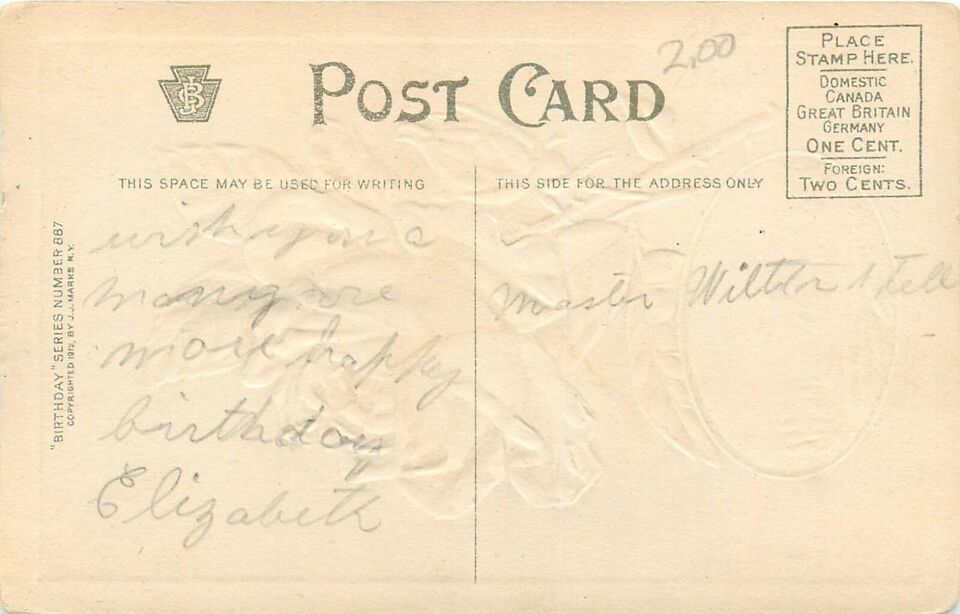 2.00
PLACE
STAMP HERE.
DOMESTIC
CANADA
GREAT BRITAIN
GERMANY
ONE CENT.
FOREIGN:
TWO CENTS.
JS
POST CARD
THIS SPACE MAY BE USED FOR WRITING
THIS SIDE FOR THE ADDRESS ONLY
"BIRTHDAY" SERIES NUMBER 887
COPYRIGHTED 1912, BY J.J. MARKS N.Y.
wish you a
many more
more happy
birthday
Elizabeth
Master